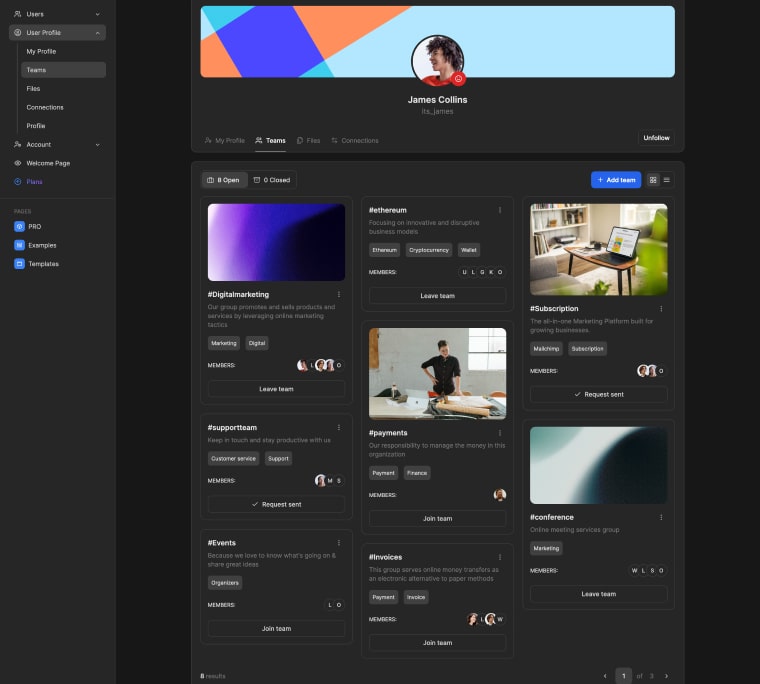 Users
User Profile
My Profile
Teams
Files
Connections
Profile
Account
Welcome Page
Plans
PAGES
PRO
Examples
Templates
James Collins
its_james
My Profile
Teams
Files
Connections
Unfollow
8 Open
0 Closed
+ Add team
#Digitalmarketing
Our group promotes and sells products and
services by leveraging online marketing
tactics
Marketing
Digital
MEMBERS:
L
O
Leave team
#supportteam
Keep in touch and stay productive with us
Customer service
Support
MEMBERS:
M
S
Request sent
#Events
Because we love to know what's going on &
share great ideas
Organizers
MEMBERS:
L
O
Join team
#ethereum
Focusing on innovative and disruptive
business models
Ethereum
Cryptocurrency
Wallet
MEMBERS:
U
L
G
K
O
Leave team
#payments
Our responsibility to manage the money in this
organization
Payment
Finance
MEMBERS:
Join team
#Invoices
This group serves online money transfers as
an electronic alternative to paper methods
Payment
Invoice
MEMBERS:
L
W
Join team
#Subscription
The all-in-one Marketing Platform built for
growing businesses
Mailchimp
Subscription
MEMBERS:
O
Request sent
#conference
Online meeting services group
Marketing
MEMBERS:
W
L
S
O
Leave team
8 results
1
of
3